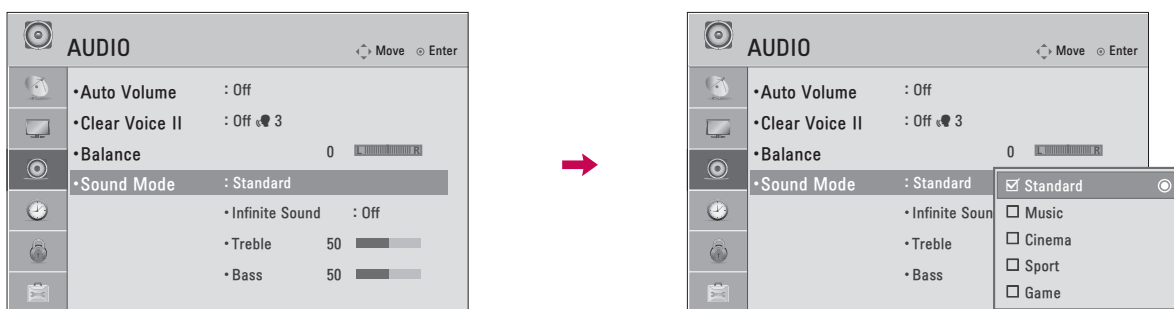 AUDIO
Move Enter
•Auto Volume : Off
•Clear Voice II : Off 3
•Balance 0 L R
•Sound Mode : Standard
• Infinite Sound : Off
• Treble 50
• Bass 50
AUDIO
Move Enter
•Auto Volume : Off
•Clear Voice II : Off 3
•Balance 0 L R
•Sound Mode : Standard
• Infinite Soun
• Treble
• Bass
Standard
Music
Cinema
Sport
Game